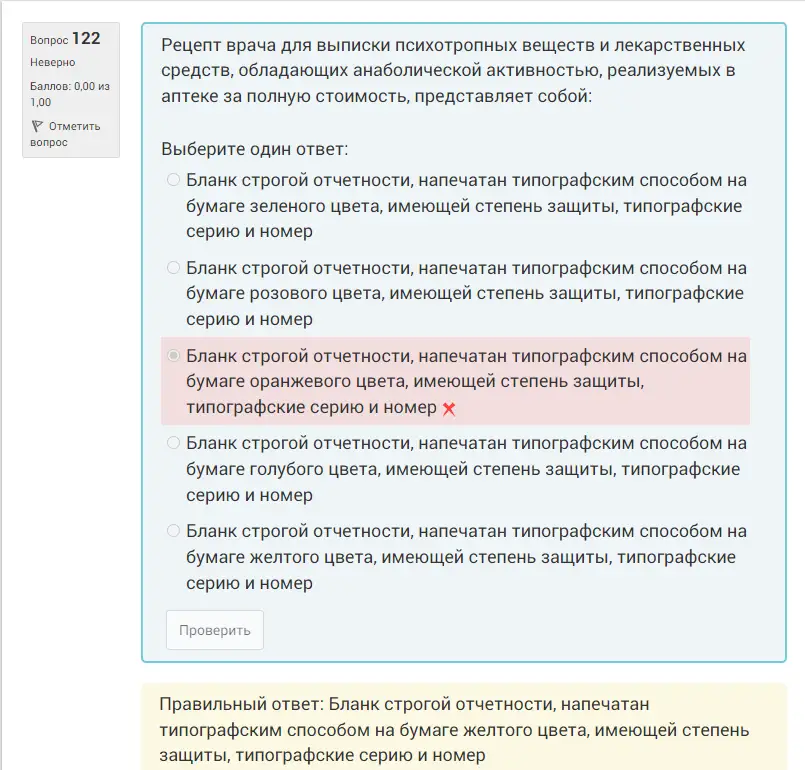 Вопрос 122
Неверно
Баллов: 0,00 из
1,00
Отметить
вопрос
Рецепт врача для выписки психотропных веществ и лекарственных
средств, обладающих анаболической активностью, реализуемых в
аптеке за полную стоимость, представляет собой:
Выберите один ответ:
Бланк строгой отчетности, напечатан типографским способом на
бумаге зеленого цвета, имеющей степень защиты, типографские
серию и номер
Бланк строгой отчетности, напечатан типографским способом на
бумаге розового цвета, имеющей степень защиты, типографские
серию и номер
Бланк строгой отчетности, напечатан типографским способом на
бумаге оранжевого цвета, имеющей степень защиты,
типографские серию и номер
Бланк строгой отчетности, напечатан типографским способом на
бумаге голубого цвета, имеющей степень защиты, типографские
серию и номер
Бланк строгой отчетности, напечатан типографским способом на
бумаге желтого цвета, имеющей степень защиты, типографские
серию и номер
Проверить
Правильный ответ: Бланк строгой отчетности, напечатан
типографским способом на бумаге желтого цвета, имеющей степень
защиты, типографские серию и номер